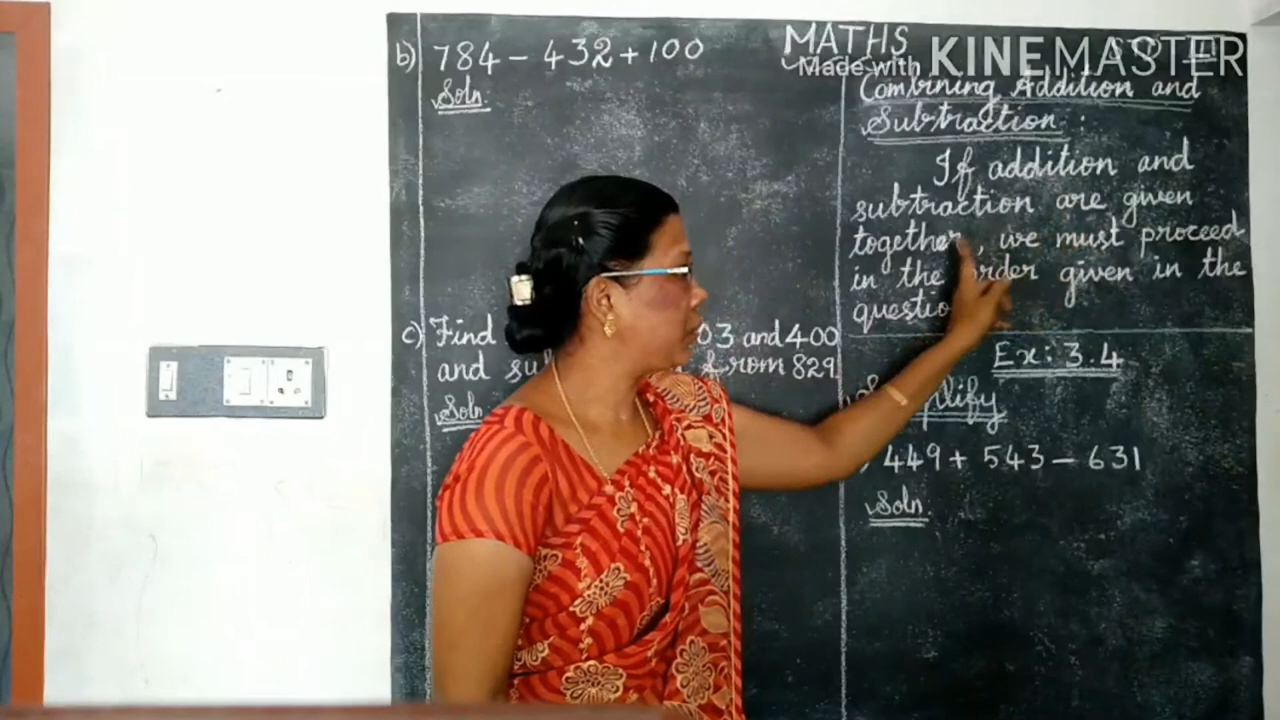 b) 784 - 432 + 100
Soln.
c) Find 03 and 400
and su from 829
Soln.
MATHS
Made with KINEMASTER
Combining Addition and
Subtraction :
If addition and
subtraction are given
together, we must proceed
in the order given in the
questio
Ex: 3.4
Simplify
449 + 543 - 631
Soln.